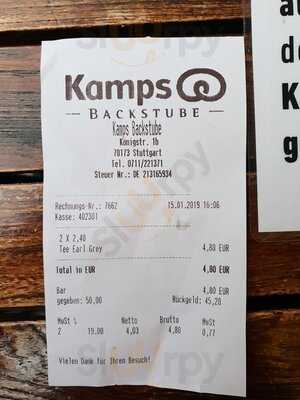 Kamps
BACKSTUBE
Kamps Backstube
Königstr. 1b
70173 Stuttgart
Tel. 0711/221371
Steuer Nr.: DE 213165934
Rechnungs-Nr.: 7662 15.01.2019 16:06
Kasse: 402301
2 X 2,40
Tee Earl Grey 4,80 EUR
Total in EUR 4,80 EUR
Bar 4,80 EUR
gegeben: 50,00 Rückgeld: 45,20
MwSt % Netto Brutto MwSt
2 19.00 4,03 4,80 0,77
Vielen Dank für Ihren Besuch!